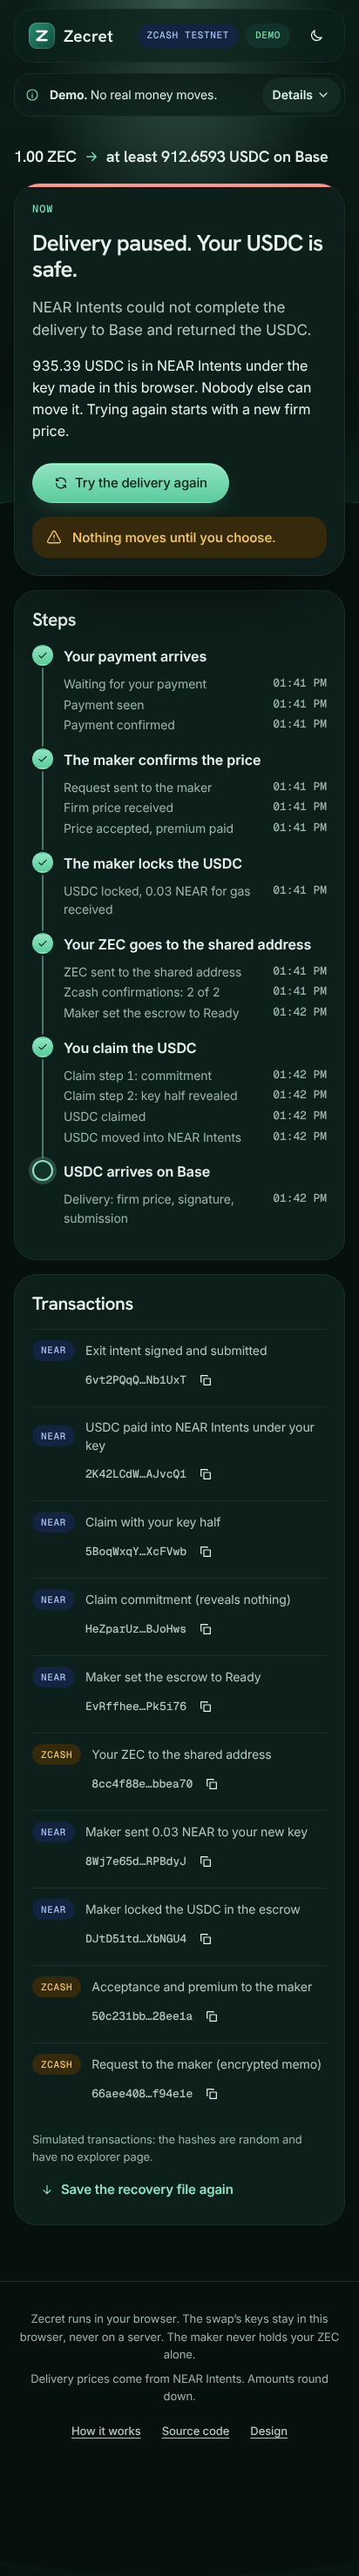 Zecret
ZCASH TESTNET
DEMO
Demo. No real money moves.
Details
1.00 ZEC → at least 912.6593 USDC on Base
NOW
Delivery paused. Your USDC is
safe.
NEAR Intents could not complete the
delivery to Base and returned the USDC.
935.39 USDC is in NEAR Intents under the
key made in this browser. Nobody else can
move it. Trying again starts with a new firm
price.
Try the delivery again
Nothing moves until you choose.
Steps
Your payment arrives
Waiting for your payment 01:41 PM
Payment seen 01:41 PM
Payment confirmed 01:41 PM
The maker confirms the price
Request sent to the maker 01:41 PM
Firm price received 01:41 PM
Price accepted, premium paid 01:41 PM
The maker locks the USDC
USDC locked, 0.03 NEAR for gas 01:41 PM
received
Your ZEC goes to the shared address
ZEC sent to the shared address 01:41 PM
Zcash confirmations: 2 of 2 01:41 PM
Maker set the escrow to Ready 01:42 PM
You claim the USDC
Claim step 1: commitment 01:42 PM
Claim step 2: key half revealed 01:42 PM
USDC claimed 01:42 PM
USDC moved into NEAR Intents 01:42 PM
USDC arrives on Base
Delivery: firm price, signature, 01:42 PM
submission
Transactions
NEAR Exit intent signed and submitted
6vt2PQqQ…Nb1UxT
NEAR USDC paid into NEAR Intents under your
key
2K42LCdW…AJvcQ1
NEAR Claim with your key half
5BoqWxqY…XcFVwb
NEAR Claim commitment (reveals nothing)
HeZparUz…BJoHws
NEAR Maker set the escrow to Ready
EvRffhee…Pk5i76
ZCASH Your ZEC to the shared address
8cc4f88e…bbea70
NEAR Maker sent 0.03 NEAR to your new key
8Wj7e65d…RPBdyJ
NEAR Maker locked the USDC in the escrow
DJtD51td…XbNGU4
ZCASH Acceptance and premium to the maker
50c231bb…28ee1a
ZCASH Request to the maker (encrypted memo)
66aee408…f94e1e
Simulated transactions: the hashes are random and
have no explorer page.
Save the recovery file again
Zecret runs in your browser. The swap's keys stay in this
browser, never on a server. The maker never holds your ZEC
alone.
Delivery prices come from NEAR Intents. Amounts round
down.
How it works Source code Design